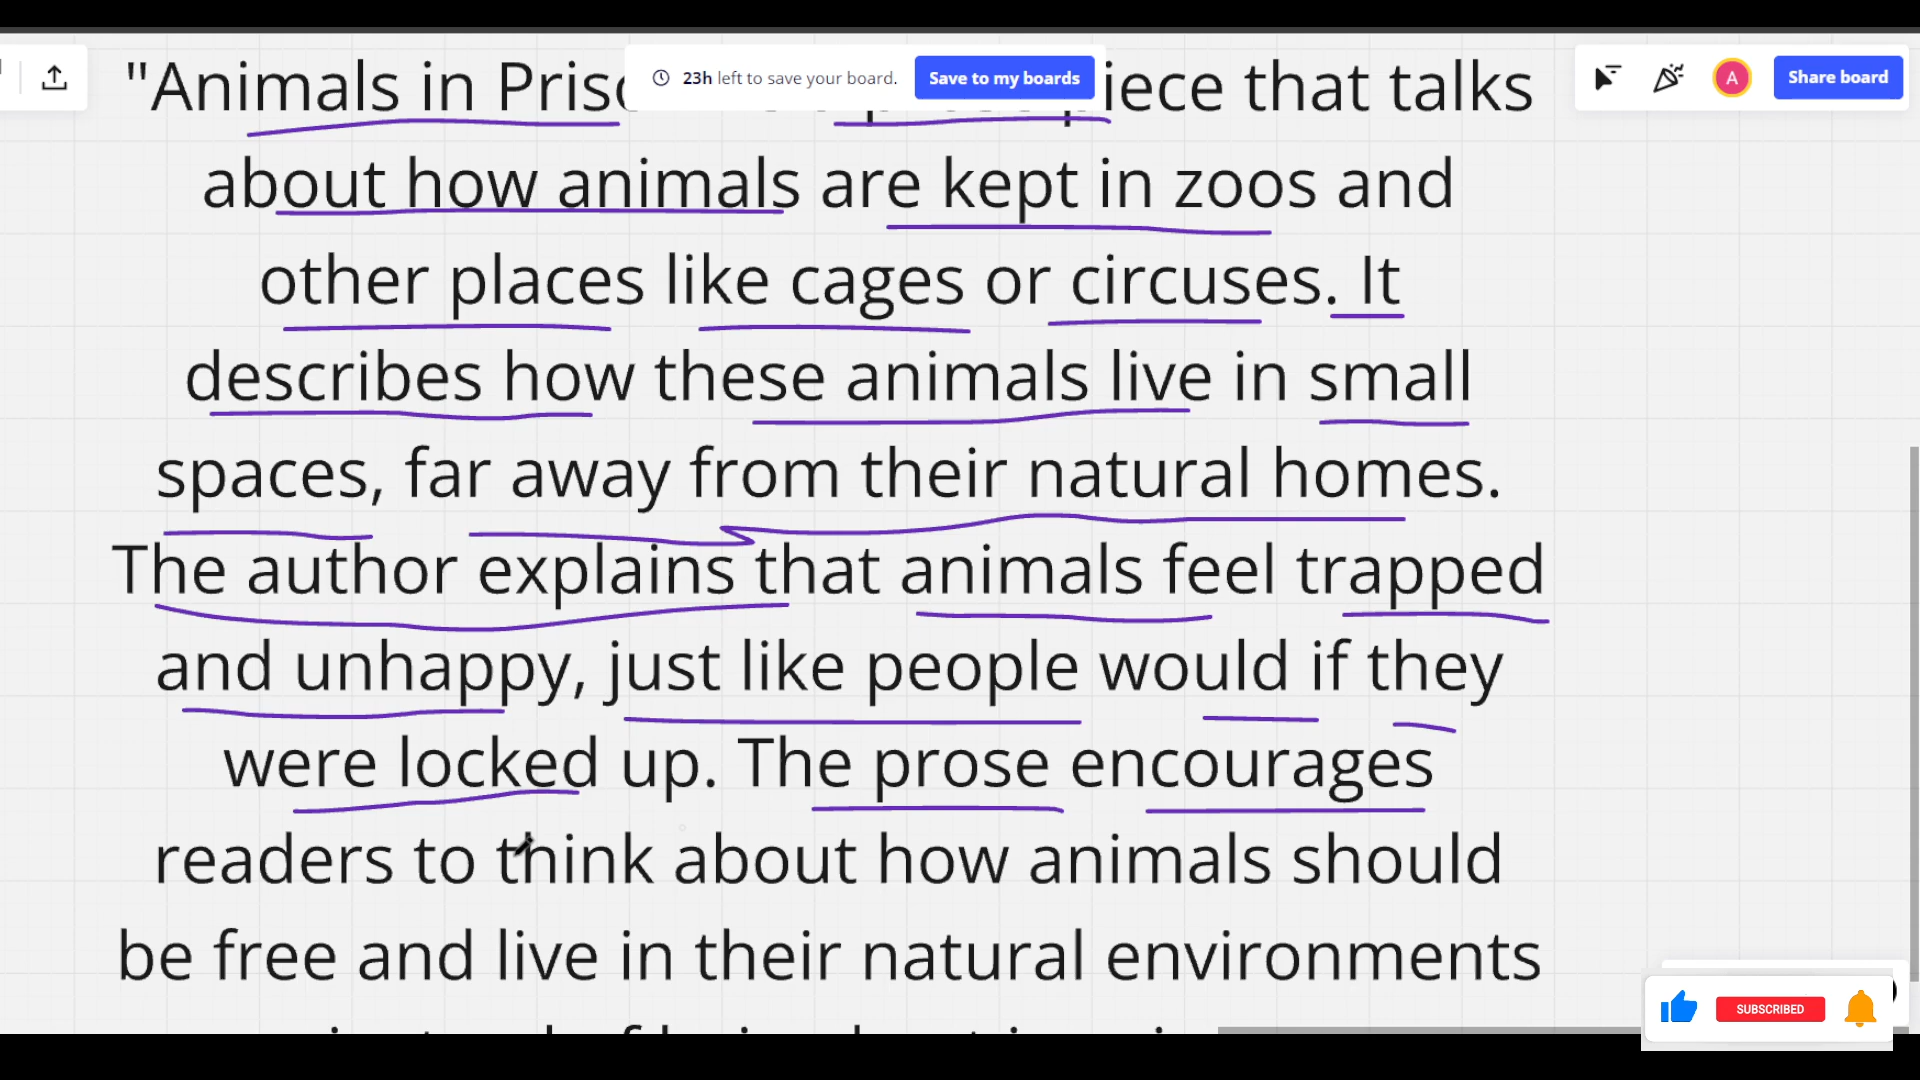 "Animals in
23h left to save your board.
Save to my boards
iece that talks
A
Share board
about how animals are kept in zoos and
other places like cages or circuses. It
describes how these animals live in small
spaces, far away from their natural homes.
The author explains that animals feel trapped
and unhappy, just like people would if they
were locked up. The prose encourages
readers to think about how animals should
be free and live in their natural environments
SUBSCRIBED